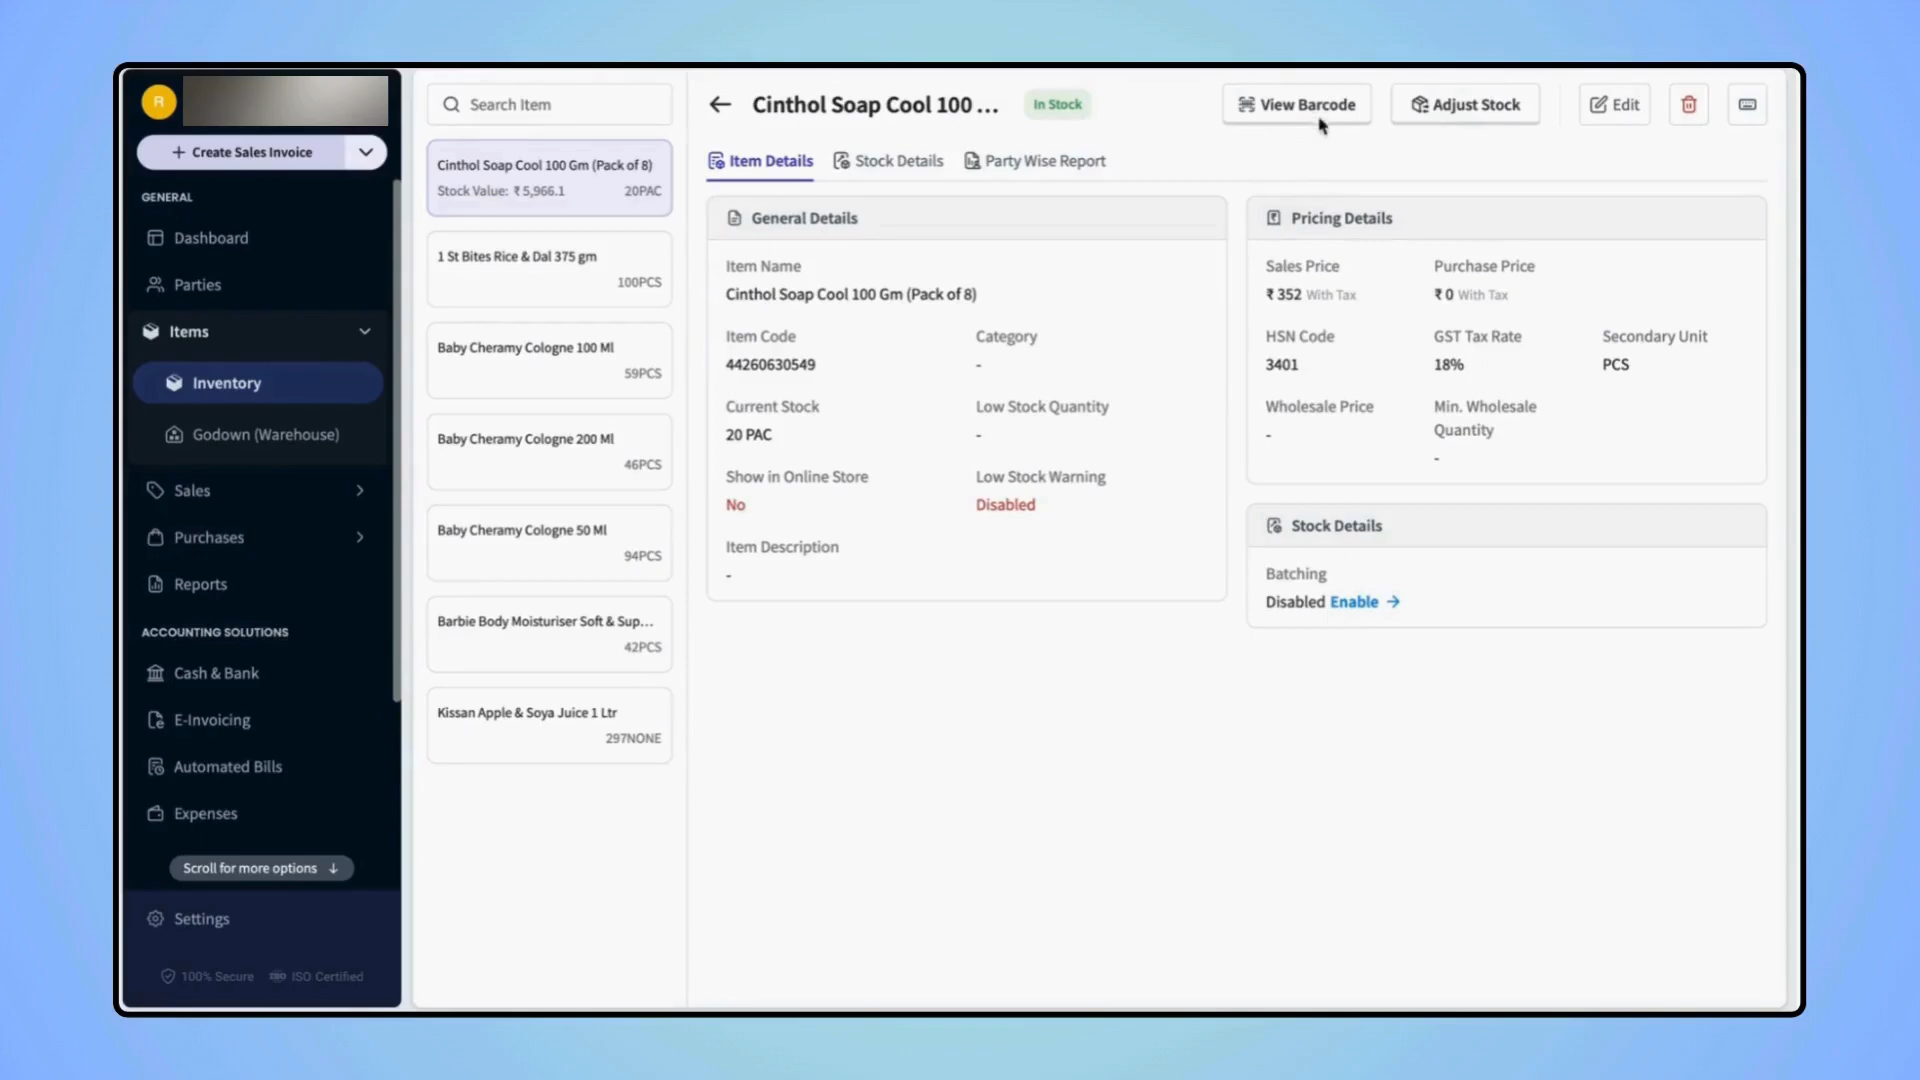 R
+ Create Sales Invoice
GENERAL
Dashboard
Parties
Items
Inventory
Godown (Warehouse)
Sales
Purchases
Reports
ACCOUNTING SOLUTIONS
Cash & Bank
E-Invoicing
Automated Bills
Expenses
Scroll for more options ↓
Settings
100% Secure ISO Certified
Search Item
Cinthol Soap Cool 100 Gm (Pack of 8)
Stock Value: ₹ 5,966.1 20PAC
1 St Bites Rice & Dal 375 gm
100PCS
Baby Cheramy Cologne 100 Ml
59PCS
Baby Cheramy Cologne 200 Ml
46PCS
Baby Cheramy Cologne 50 Ml
94PCS
Barbie Body Moisturiser Soft & Sup...
42PCS
Kissan Apple & Soya Juice 1 Ltr
297NONE
← Cinthol Soap Cool 100 ... In Stock View Barcode Adjust Stock Edit
Item Details Stock Details Party Wise Report
General Details
Item Name
Cinthol Soap Cool 100 Gm (Pack of 8)
Item Code Category
44260630549 -
Current Stock Low Stock Quantity
20 PAC -
Show in Online Store Low Stock Warning
No Disabled
Item Description
-
Pricing Details
Sales Price Purchase Price
₹ 352 With Tax ₹ 0 With Tax
HSN Code GST Tax Rate Secondary Unit
3401 18% PCS
Wholesale Price Min. Wholesale
Quantity
- -
Stock Details
Batching
Disabled Enable →